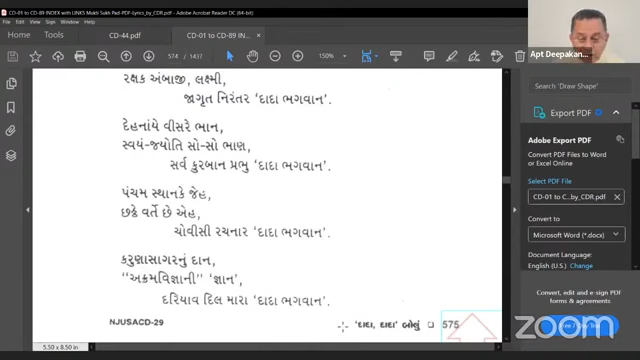 CD-01 to CD-89 INDEX with LINKS Mukti Sukh Pad-PDF-Lyrics_by_CDR.pdf - Adobe Acrobat Reader DC (64-bit)
File Edit View Sign Window Help
Home Tools CD-44.pdf CD-01 to CD-89 IN...
574 / 1437 150%
Apt Deepakan...
રક્ષક અંબાજી, લક્ષ્મી,
જાગૃત નિરંતર ‘દાદા ભગવાન’.
દેહનાંયે વીસરે ભાન,
સ્વયં-જ્યોતિ સો-સો ભાણ,
સર્વ કુરબાન પ્રભુ ‘દાદા ભગવાન’.
પંચમ સ્થાનકે જેહ,
છઠ્ઠે વર્તે છે એહ,
ચોવીસી રચનાર ‘દાદા ભગવાન’.
કરુણાસાગરનું દાન,
“અક્રમવિજ્ઞાની” ‘જ્ઞાન’,
દરિયાવ દિલ મારા ‘દાદા ભગવાન’.
NJUSACD-29 ‘દાદા, દાદા’ બોલું 575
5.50 x 8.50 in
Search 'Draw Shape'
Export PDF
Adobe Export PDF
Convert PDF Files to Word
or Excel Online
Select PDF File
CD-01 to C...by_CDR.pdf
Convert to
Microsoft Word (*.docx)
Document Language:
English (U.S.) Change
Convert, edit and e-sign PDF
forms & agreements
Free 7-Day Trial
zoom